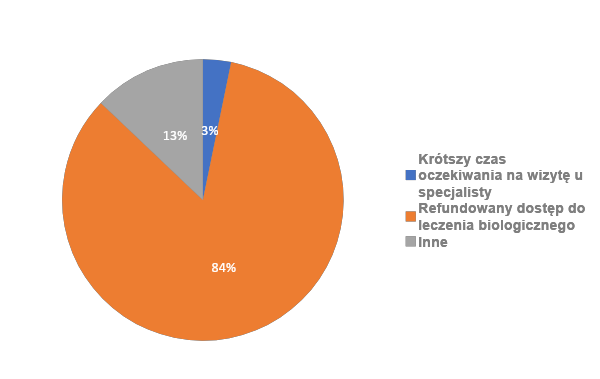 13%
3%
84%
Krótszy czas
oczekiwania na wizytę u
specjalisty
Refundowany dostęp do
leczenia biologicznego
Inne